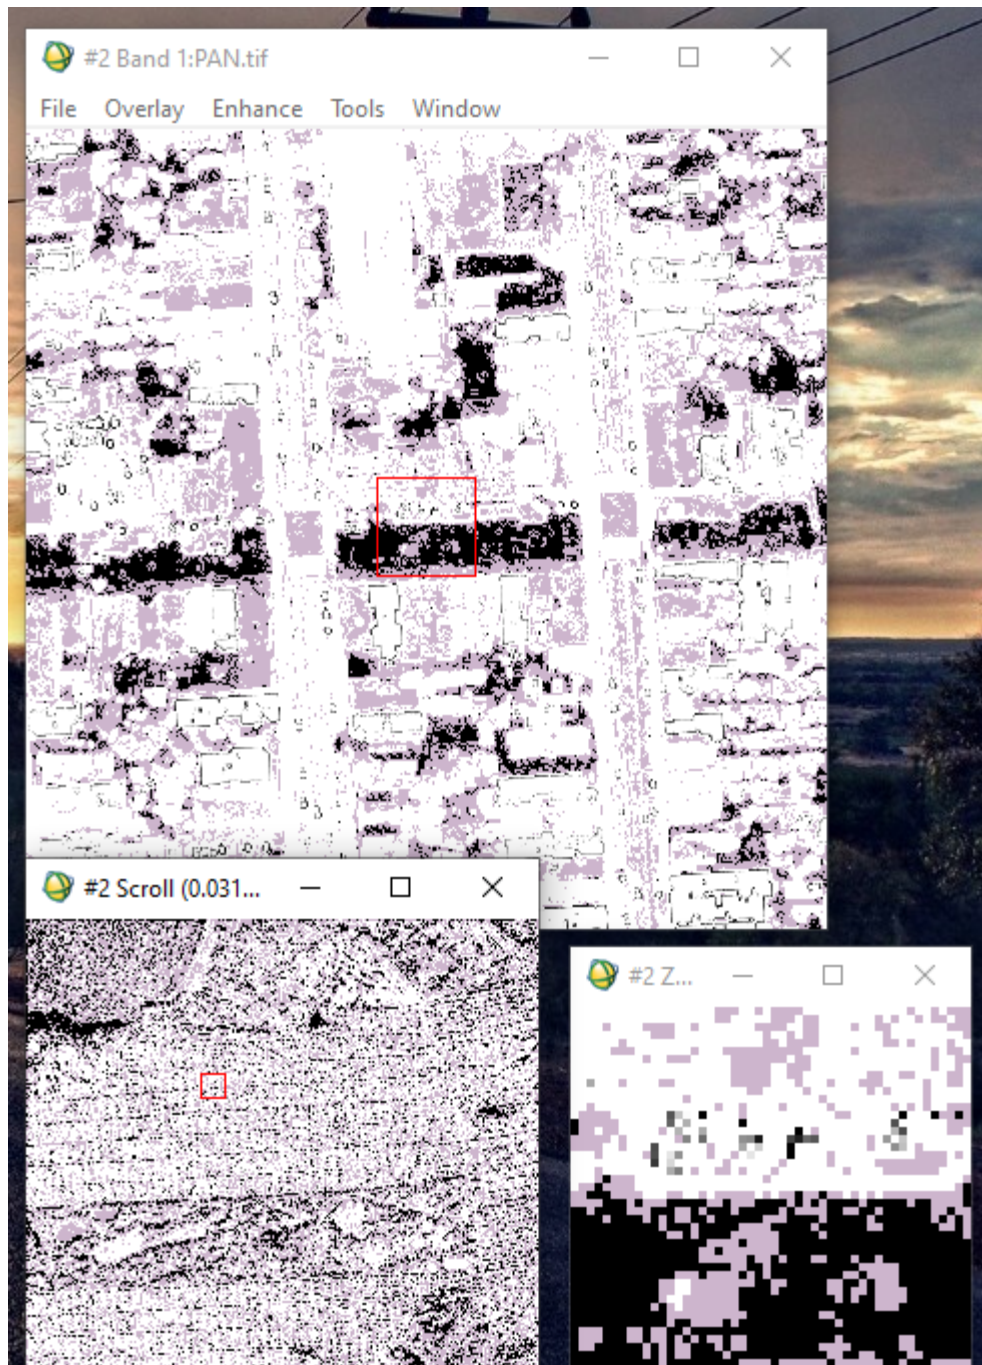 #2 Band 1:PAN.tif
File Overlay Enhance Tools Window
#2 Scroll (0.031...
#2 Z...